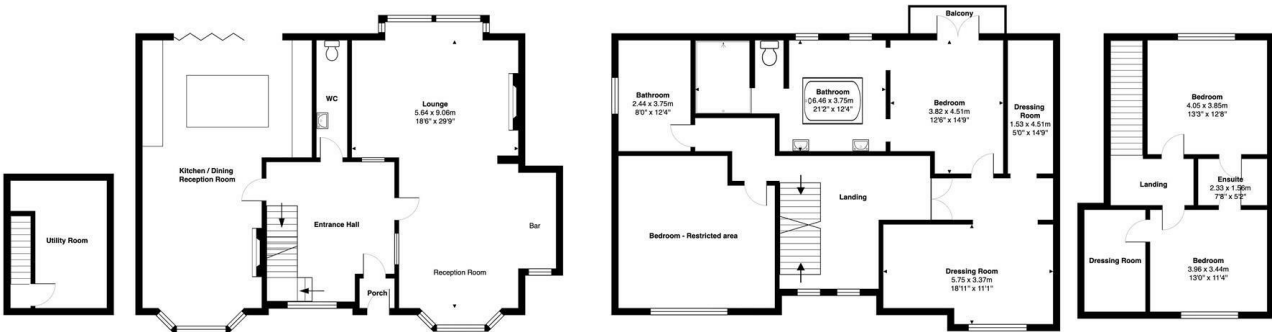 Utility Room
Kitchen / Dining
Reception Room
WC
Lounge
5.64 x 9.06m
18'6" x 29'9"
Entrance Hall
Porch
Reception Room
Bar
Balcony
Bathroom
2.44 x 3.75m
8'0" x 12'4"
Bathroom
6.46 x 3.75m
21'2" x 12'4"
Bedroom
3.82 x 4.51m
12'6" x 14'9"
Dressing
Room
1.53 x 4.51m
5'0" x 14'9"
Bedroom - Restricted area
Landing
Dressing Room
5.75 x 3.37m
18'11" x 11'1"
Bedroom
4.05 x 3.85m
13'3" x 12'8"
Landing
Ensuite
2.33 x 1.56m
7'8" x 5'2"
Dressing Room
Bedroom
3.96 x 3.44m
13'0" x 11'4"